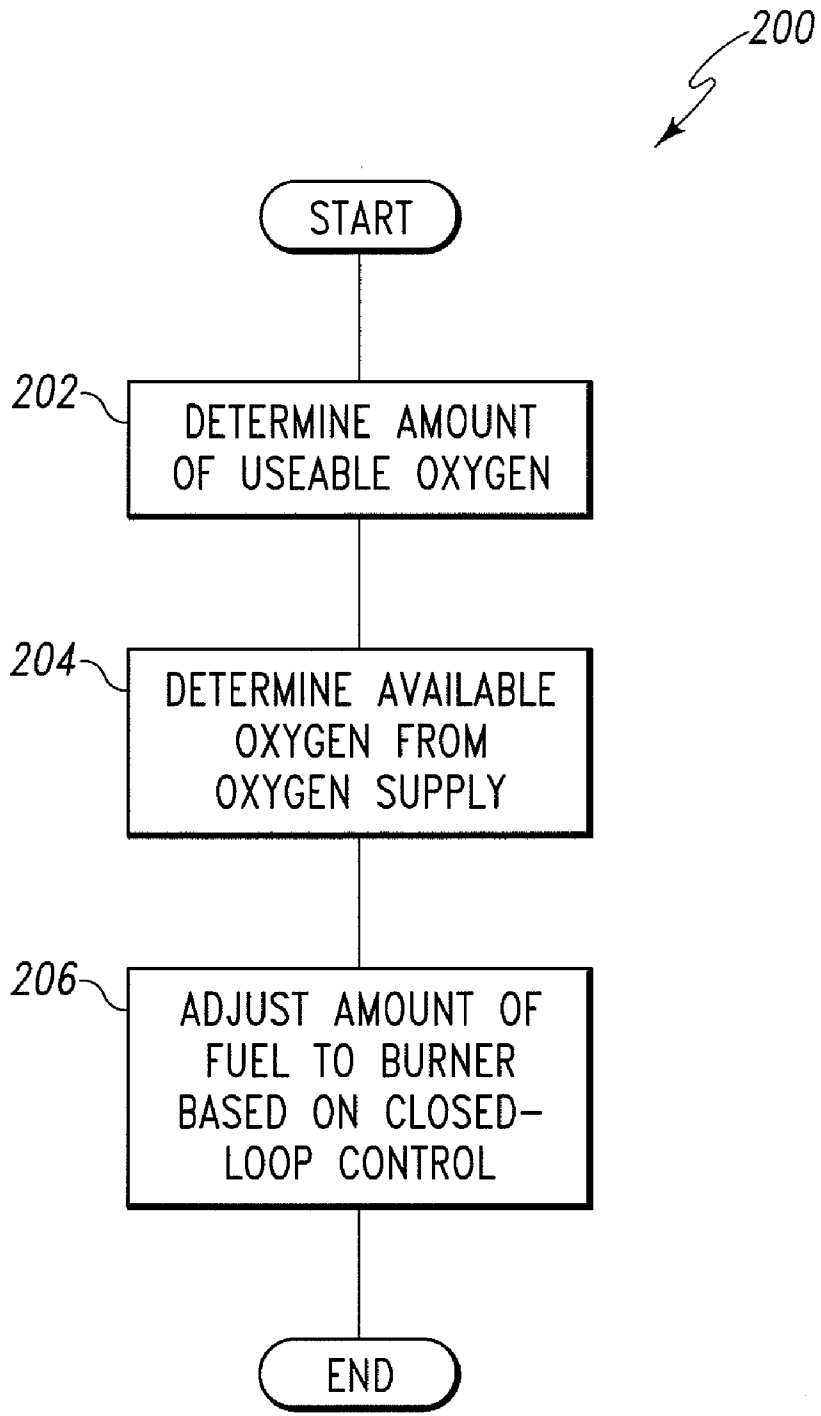 200
START
202
DETERMINE AMOUNT
OF USEABLE OXYGEN
204
DETERMINE AVAILABLE
OXYGEN FROM
OXYGEN SUPPLY
206
ADJUST AMOUNT OF
FUEL TO BURNER
BASED ON CLOSED-
LOOP CONTROL
END